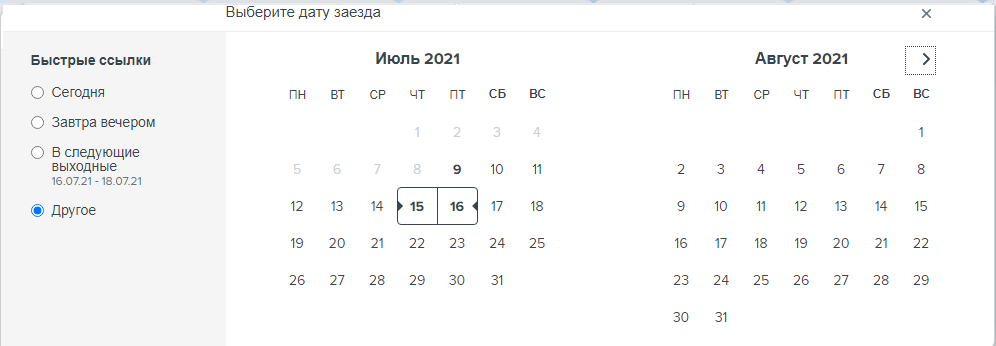 Выберите дату заезда
Быстрые ссылки
Сегодня
Завтра вечером
В следующие
выходные
16.07.21 - 18.07.21
Другое
Июль 2021
ПН ВТ СР ЧТ ПТ СБ ВС
1 2 3 4
5 6 7 8 9 10 11
12 13 14 15 16 17 18
19 20 21 22 23 24 25
26 27 28 29 30 31
Август 2021
ПН ВТ СР ЧТ ПТ СБ ВС
1
2 3 4 5 6 7 8
9 10 11 12 13 14 15
16 17 18 19 20 21 22
23 24 25 26 27 28 29
30 31